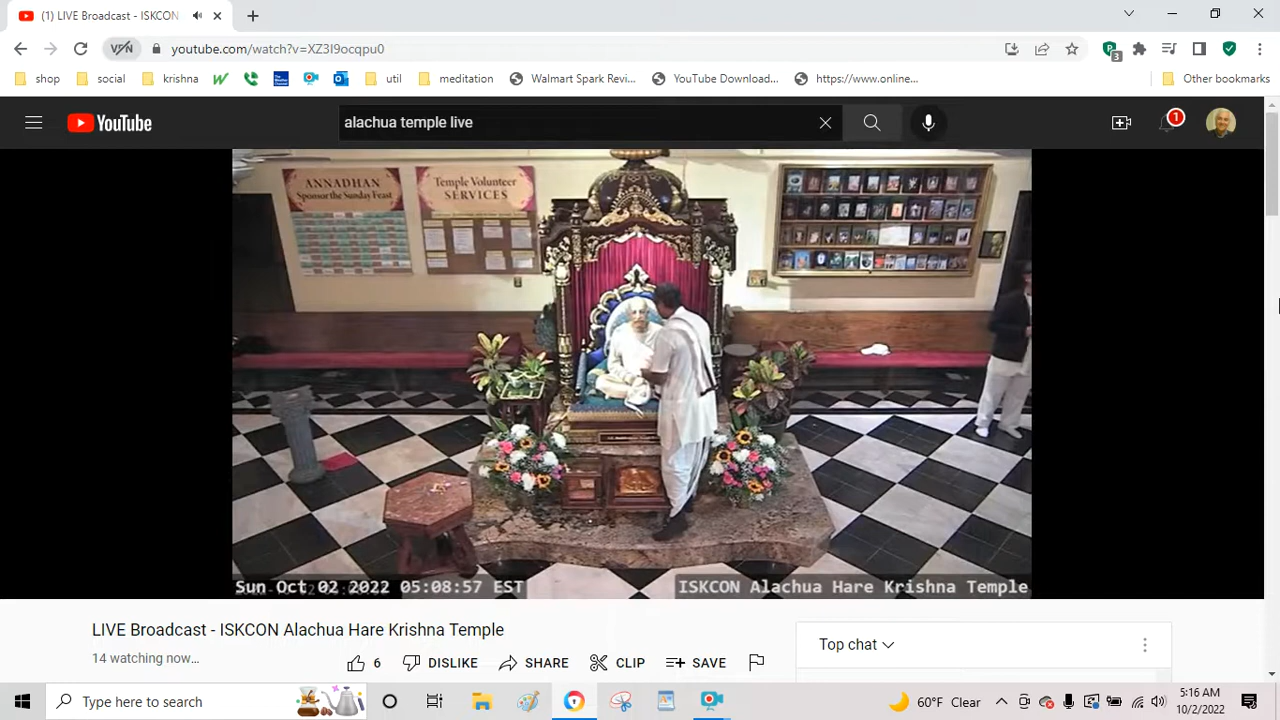 (1) LIVE Broadcast - ISKCON
VPN
youtube.com/watch?v=XZ3I9ocqpu0
3
shop
social
krishna
util
meditation
Walmart Spark Revi...
YouTube Download...
https://www.online...
Other bookmarks
YouTube
alachua temple live
1
ANNADHAN
Sponsor the Sunday Feast
Temple Volunteer
SERVICES
Sun Oct 02 2022 05:08:57 EST
ISKCON Alachua Hare Krishna Temple
LIVE Broadcast - ISKCON Alachua Hare Krishna Temple
14 watching now...
6
DISLIKE
SHARE
CLIP
SAVE
Top chat
Type here to search
60°F Clear
5:16 AM
10/2/2022